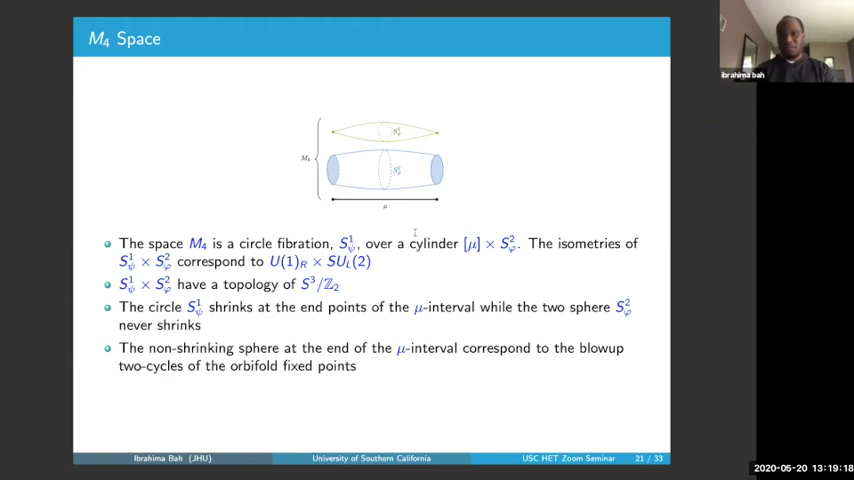 M₄ Space
S¹ψ
M₄
S²φ
μ
The space M₄ is a circle fibration, S¹ψ, over a cylinder [μ] × S²φ. The isometries of
S¹ψ × S²φ correspond to U(1)R × SUL(2)
S¹ψ × S²φ have a topology of S³/ℤ₂
The circle S¹ψ shrinks at the end points of the μ-interval while the two sphere S²φ
never shrinks
The non-shrinking sphere at the end of the μ-interval correspond to the blowup
two-cycles of the orbifold fixed points
Ibrahima Bah (JHU) University of Southern California USC HET Zoom Seminar 21 / 33
ibrahima bah
2020-05-20 13:19:18